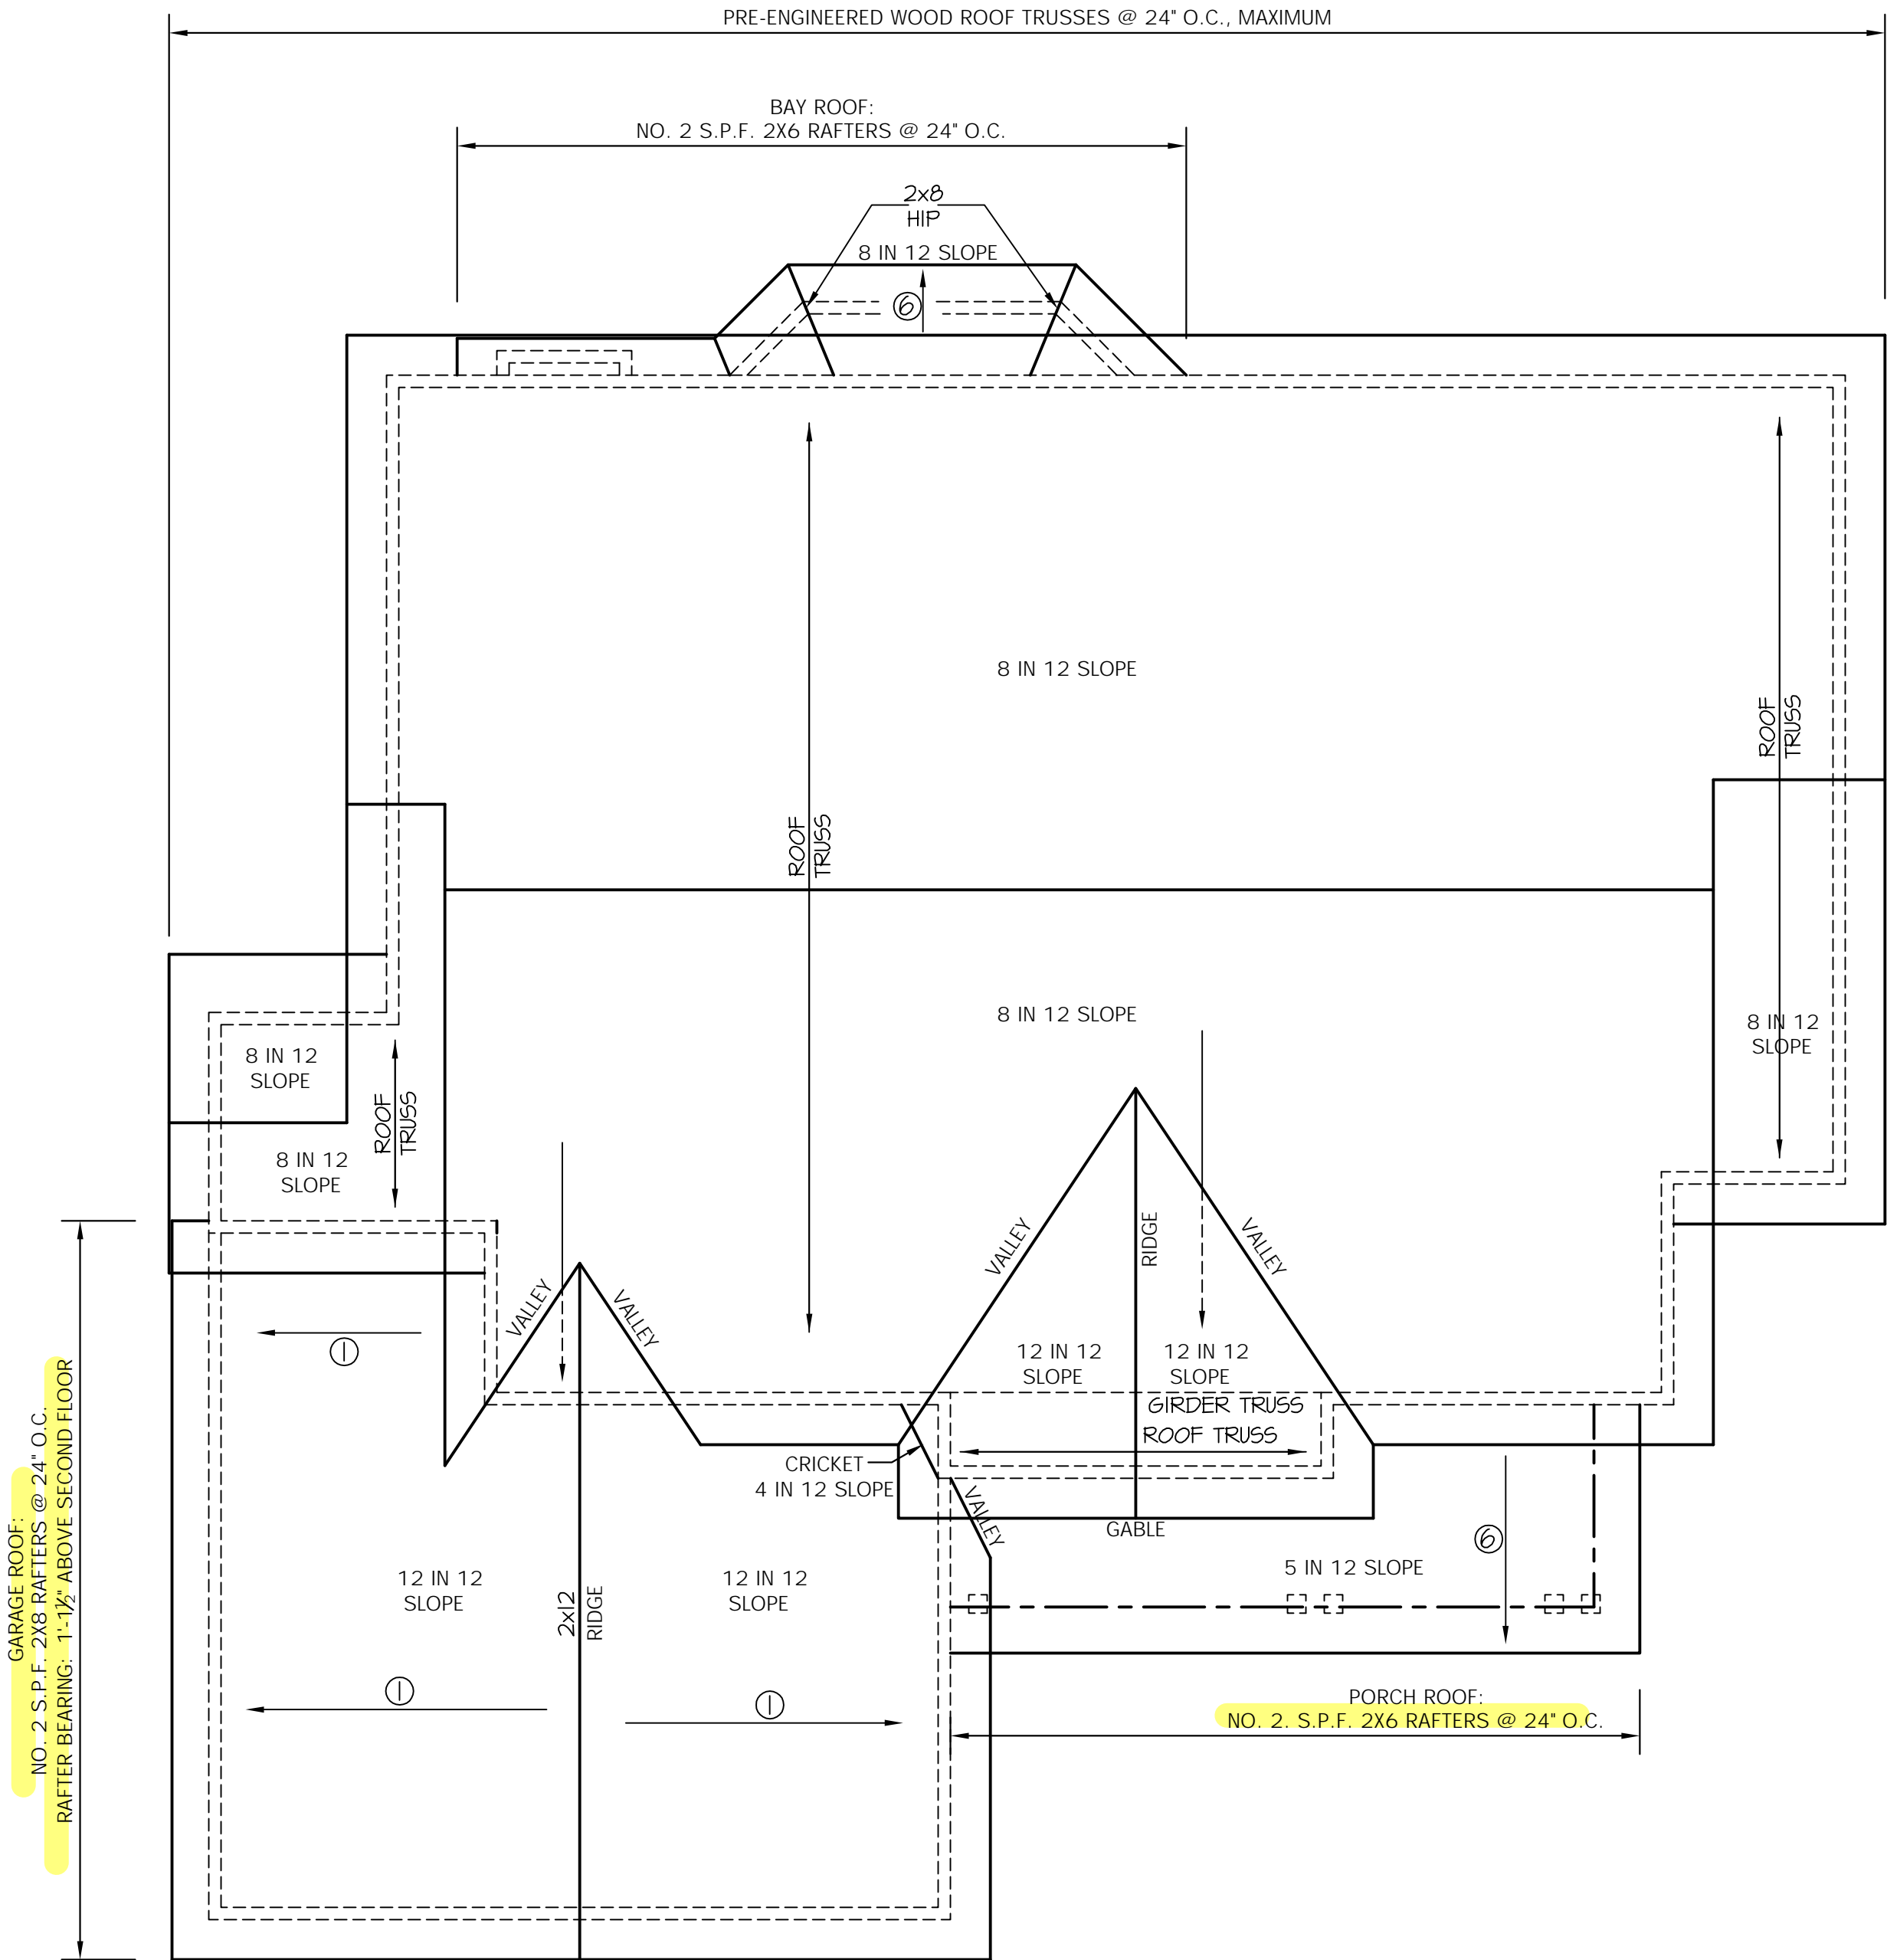 PRE-ENGINEERED WOOD ROOF TRUSSES @ 24" O.C., MAXIMUM
BAY ROOF:
NO. 2 S.P.F. 2X6 RAFTERS @ 24" O.C.
2x8
HIP
8 IN 12 SLOPE
6
8 IN 12 SLOPE
ROOF
TRUSS
ROOF
TRUSS
8 IN 12 SLOPE
8 IN 12
SLOPE
8 IN 12
SLOPE
ROOF
TRUSS
8 IN 12
SLOPE
VALLEY
RIDGE
VALLEY
VALLEY
VALLEY
1
12 IN 12
SLOPE
12 IN 12
SLOPE
GIRDER TRUSS
ROOF TRUSS
CRICKET
4 IN 12 SLOPE
VALLEY
GABLE
6
5 IN 12 SLOPE
12 IN 12
SLOPE
2x12
RIDGE
12 IN 12
SLOPE
1
1
PORCH ROOF:
NO. 2. S.P.F. 2X6 RAFTERS @ 24" O.C.
GARAGE ROOF:
NO. 2 S.P.F. 2X8 RAFTERS @ 24" O.C.
RAFTER BEARING: 1'-1½" ABOVE SECOND FLOOR